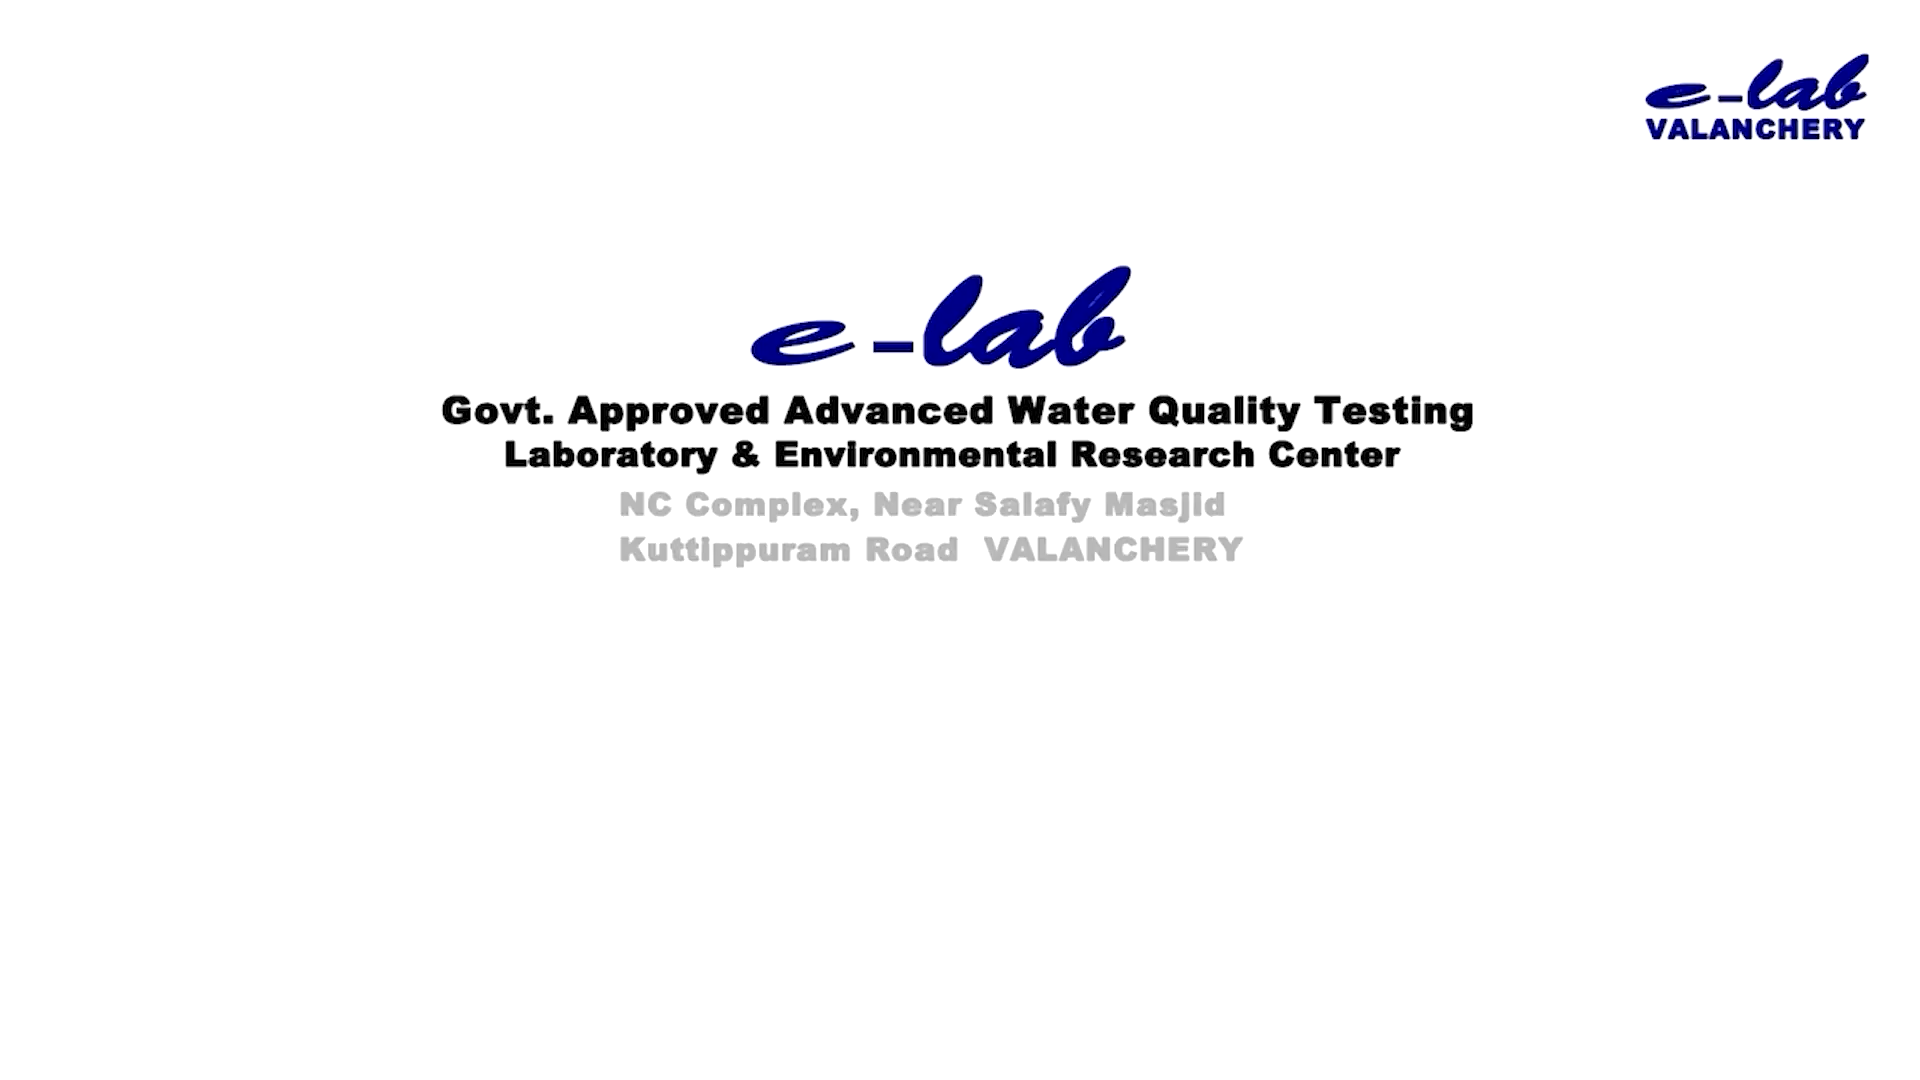 e-lab
VALANCHERY
e-lab
Govt. Approved Advanced Water Quality Testing
Laboratory & Environmental Research Center
NC Complex, Near Salafy Masjid
Kuttippuram Road VALANCHERY